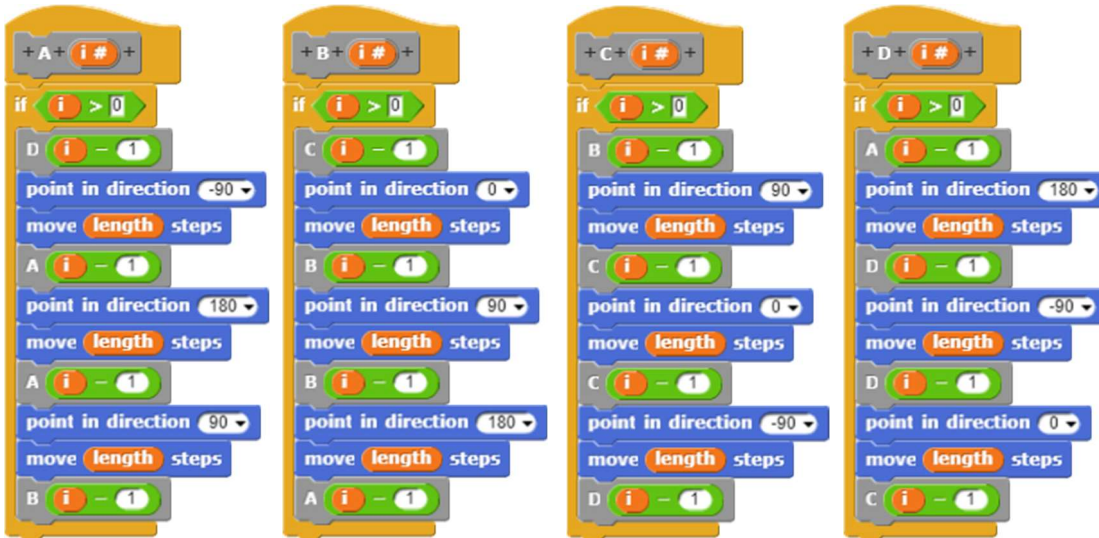 + A + i # +
if i > 0
D i - 1
point in direction -90
move length steps
A i - 1
point in direction 180
move length steps
A i - 1
point in direction 90
move length steps
B i - 1
+ B + i # +
if i > 0
C i - 1
point in direction 0
move length steps
B i - 1
point in direction 90
move length steps
B i - 1
point in direction 180
move length steps
A i - 1
+ C + i # +
if i > 0
B i - 1
point in direction 90
move length steps
C i - 1
point in direction 0
move length steps
C i - 1
point in direction -90
move length steps
D i - 1
+ D + i # +
if i > 0
A i - 1
point in direction 180
move length steps
D i - 1
point in direction -90
move length steps
D i - 1
point in direction 0
move length steps
C i - 1